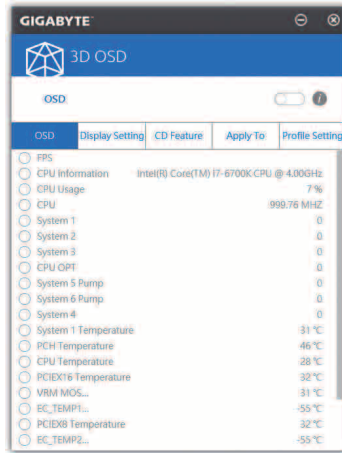 GIGABYTE™
3D OSD
OSD
OSD Display Setting CD Feature Apply To Profile Setting
FPS
CPU Information Intel(R) Core(TM) I7-6700K CPU @ 4.00GHz
CPU Usage 7 %
CPU 999.76 MHZ
System 1 0
System 2 0
System 3 0
CPU OPT 0
System 5 Pump 0
System 6 Pump 0
System 4 0
System 1 Temperature 31 °C
PCH Temperature 46 °C
CPU Temperature 28 °C
PCIEX16 Temperature 32 °C
VRM MOS... 31 °C
EC_TEMP1... -55 °C
PCIEX8 Temperature 32 °C
EC_TEMP2... -55 °C